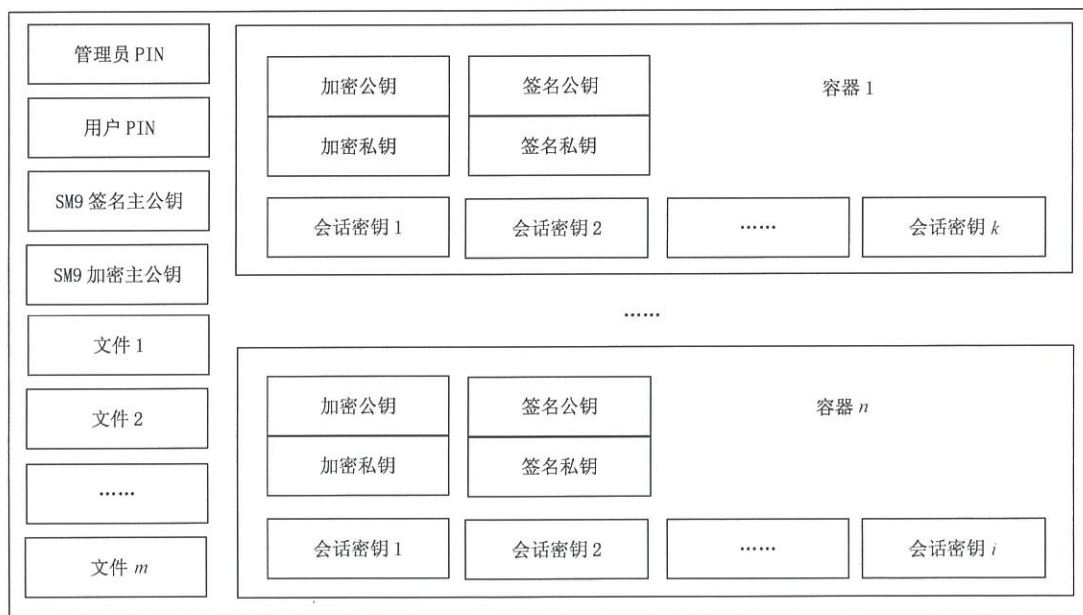 管理员 PIN
用户 PIN
SM9 签名主公钥
SM9 加密主公钥
文件 1
文件 2
……
文件 m
加密公钥
签名公钥
容器 1
加密私钥
签名私钥
会话密钥 1
会话密钥 2
……
会话密钥 k
……
加密公钥
签名公钥
容器 n
加密私钥
签名私钥
会话密钥 1
会话密钥 2
……
会话密钥 i